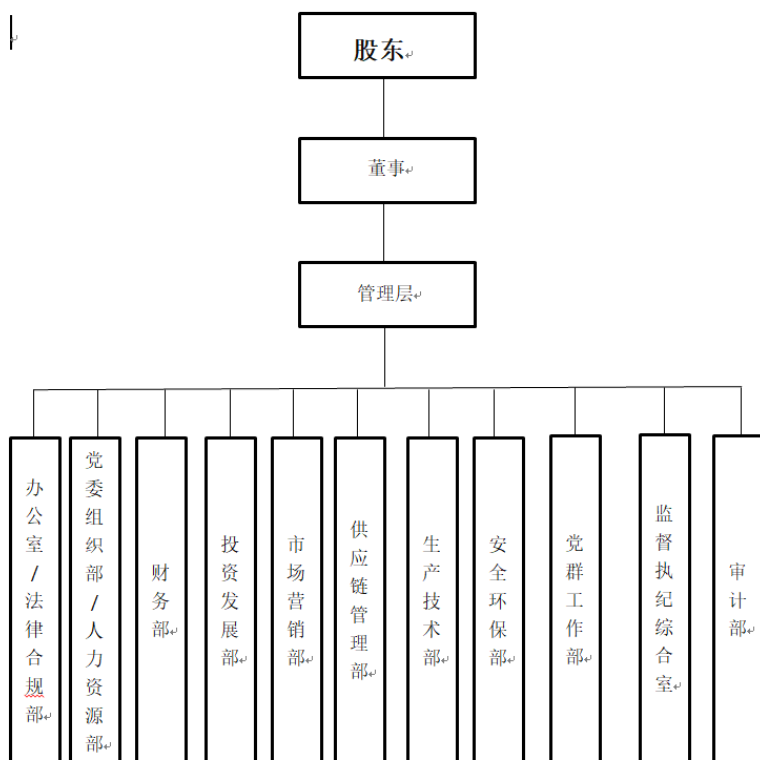 股东
董事
管理层
办公室/法律合规部
党委组织部/人力资源部
财务部
投资发展部
市场营销部
供应链管理部
生产技术部
安全环保部
党群工作部
监督执纪综合室
审计部